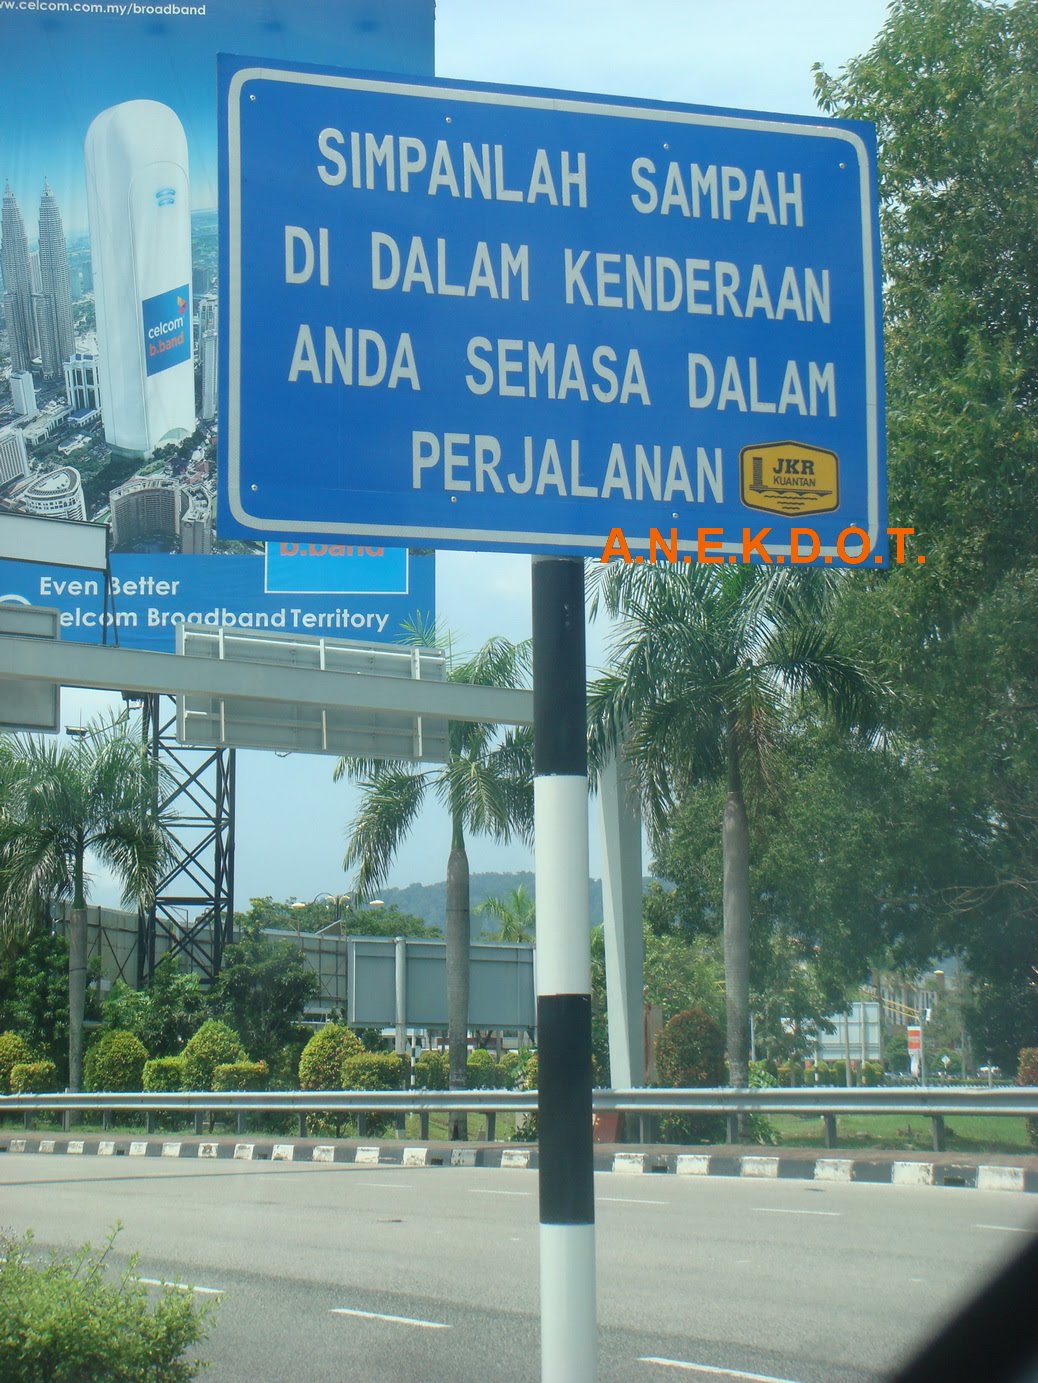 ww.celcom.com.my/broadband
SIMPANLAH SAMPAH
DI DALAM KENDERAAN
ANDA SEMASA DALAM
PERJALANAN
JKR
KUANTAN
celcom
b.band
A.N.E.K.D.O.T.
b.band
Even Better
elcom Broadband Territory